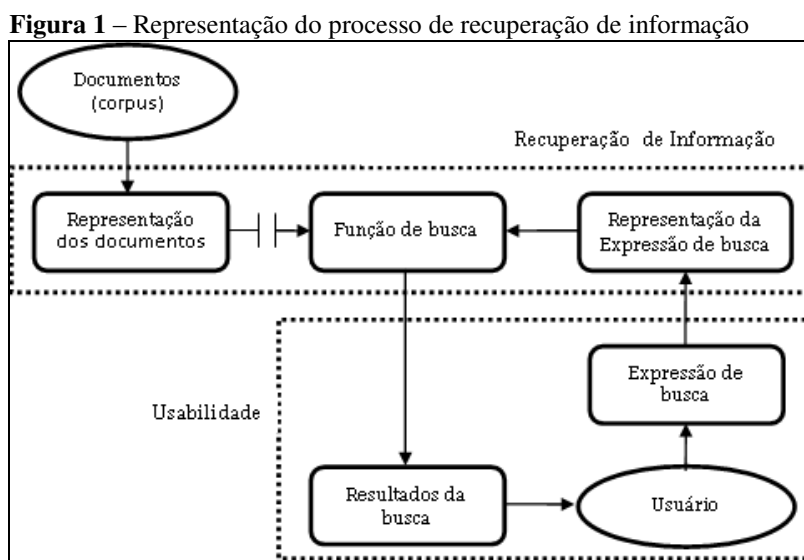 Figura 1 – Representação do processo de recuperação de informação
Documentos
(corpus)
Recuperação de Informação
Representação
dos documentos
Função de busca
Representação da
Expressão de busca
Expressão de
busca
Usabilidade
Resultados da
busca
Usuário